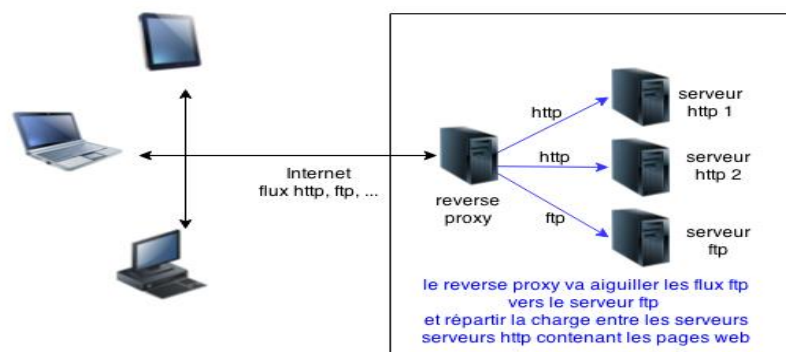 http
serveur
http 1
Internet
flux http, ftp, ...
reverse
proxy
http
serveur
http 2
ftp
serveur
ftp
le reverse proxy va aiguiller les flux ftp
vers le serveur ftp
et répartir la charge entre les serveurs
serveurs http contenant les pages web